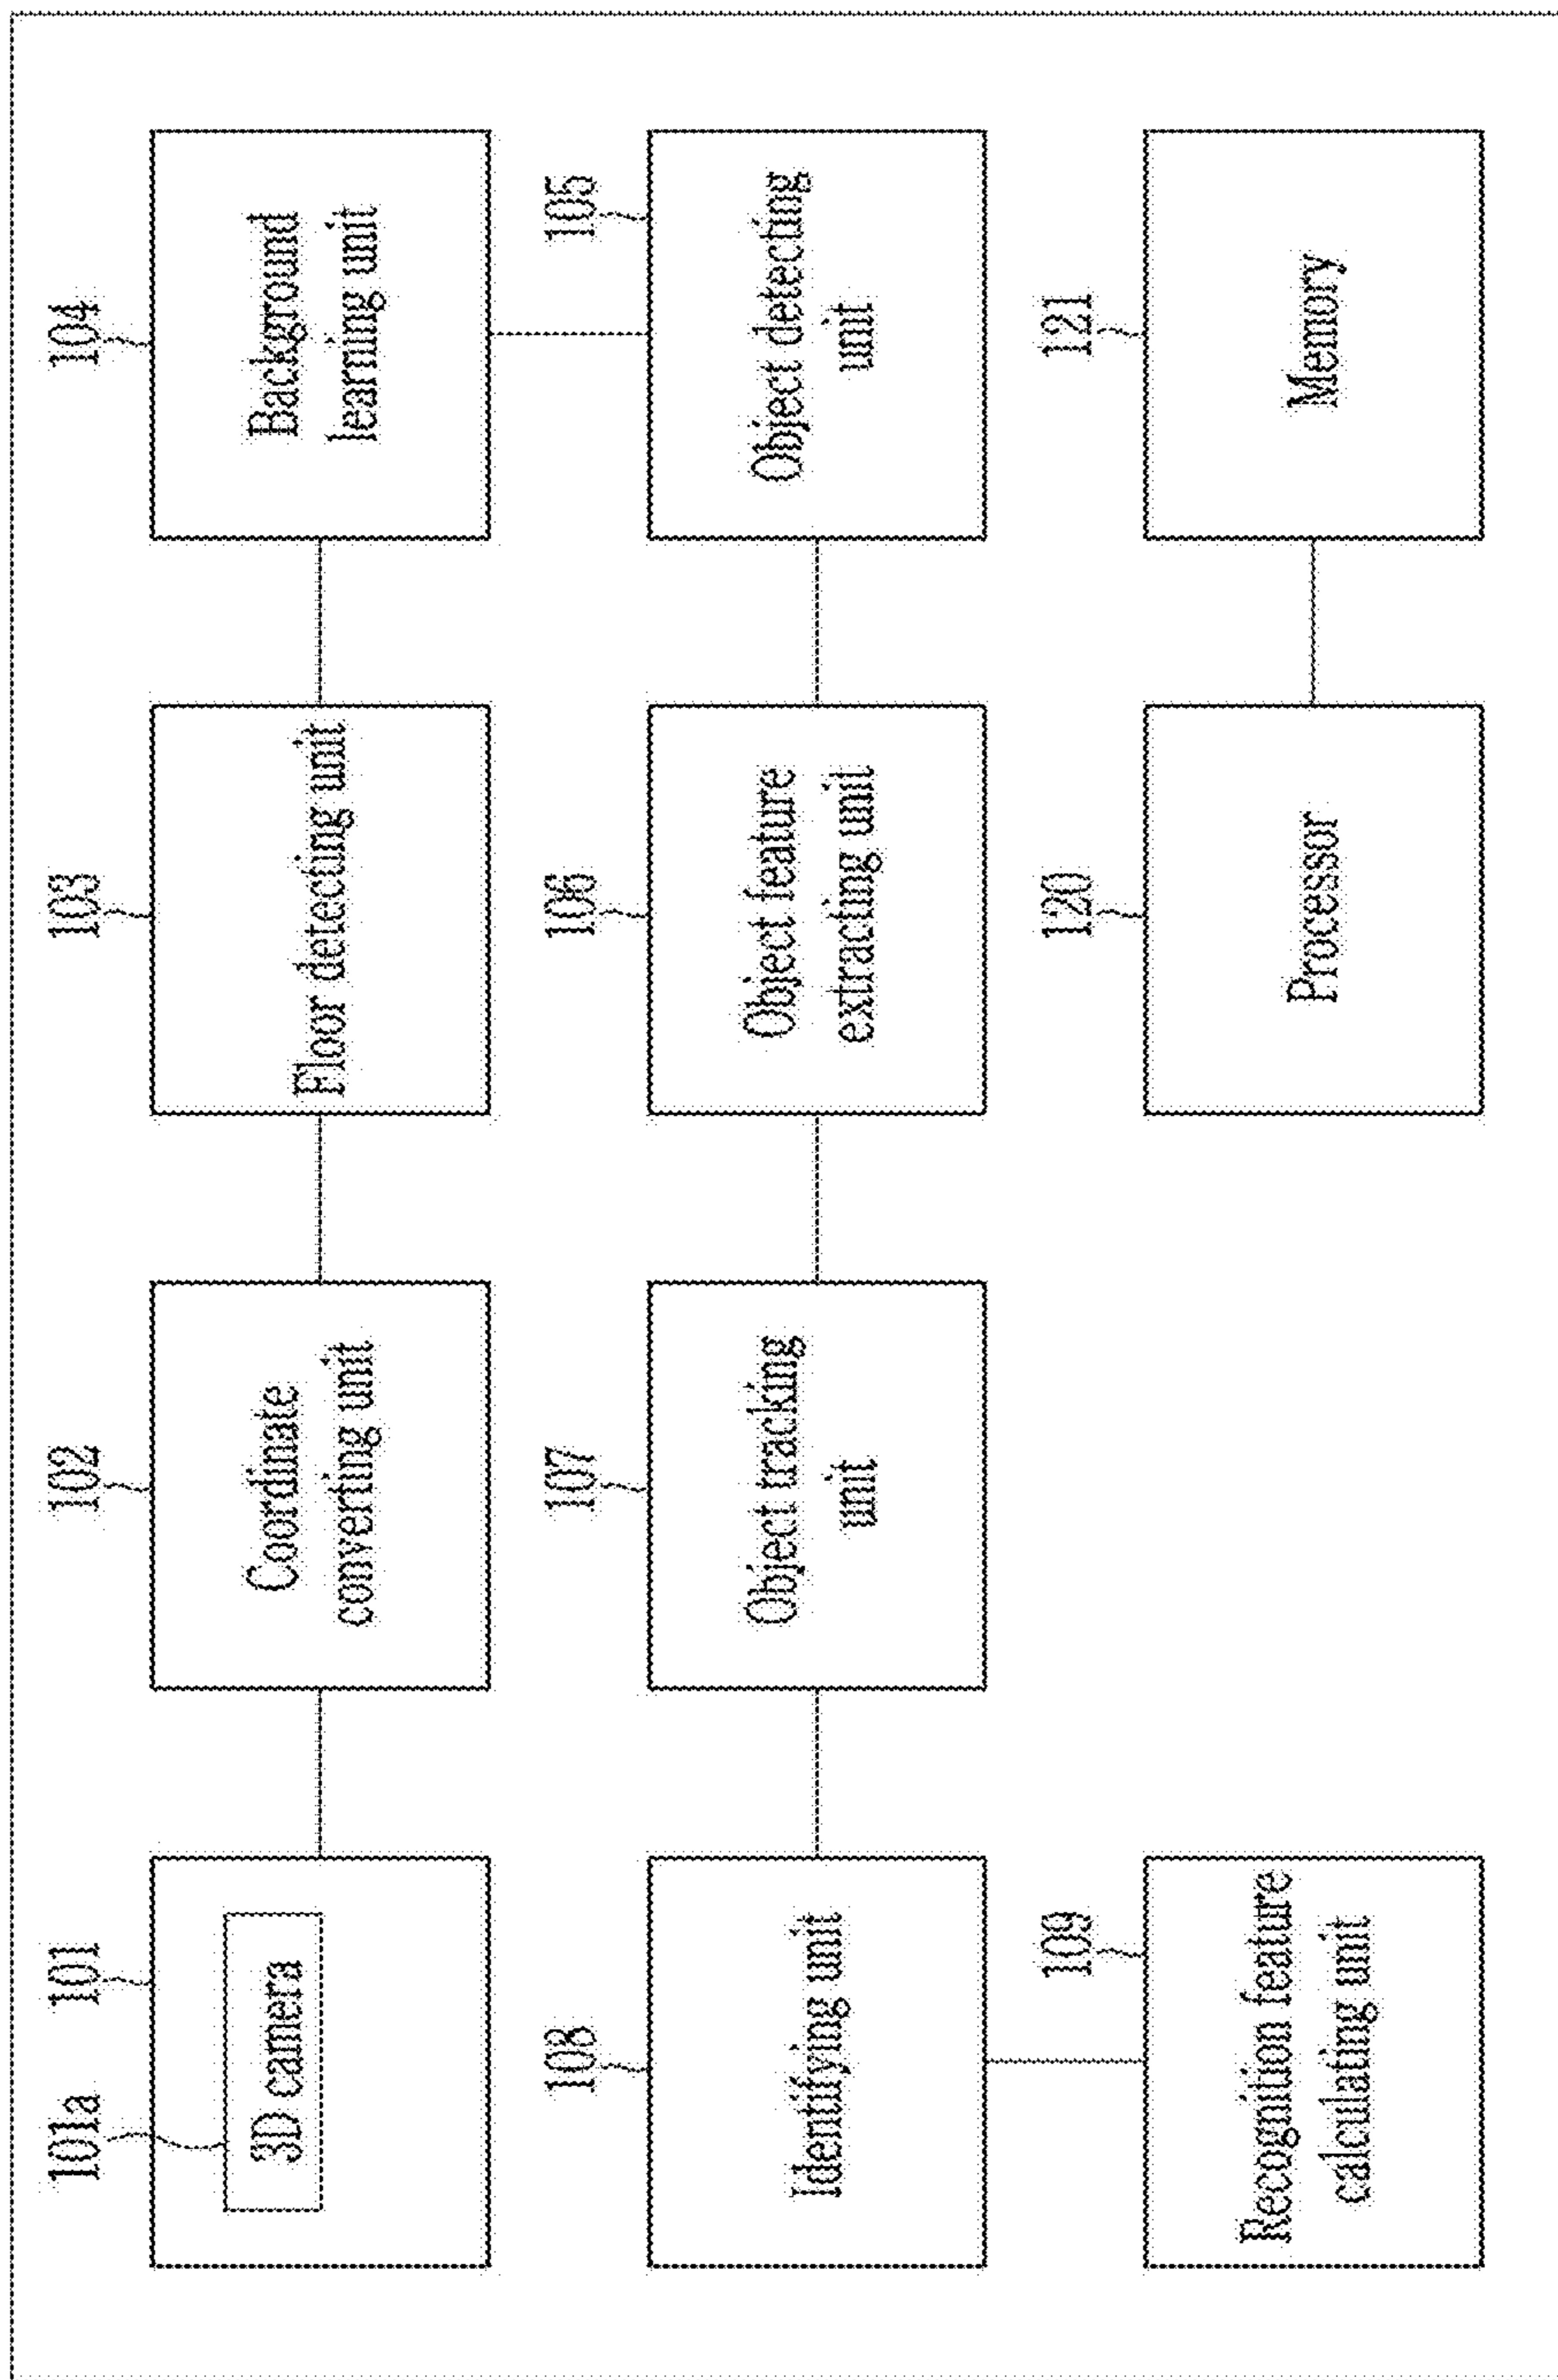 101a
101
3D camera
102
Coordinate
converting unit
103
Floor detecting unit
104
Background
learning unit
108
Identifying unit
107
Object tracking
unit
106
Object feature
extracting unit
105
Object detecting
unit
109
Recognition feature
calculating unit
120
Processor
121
Memory